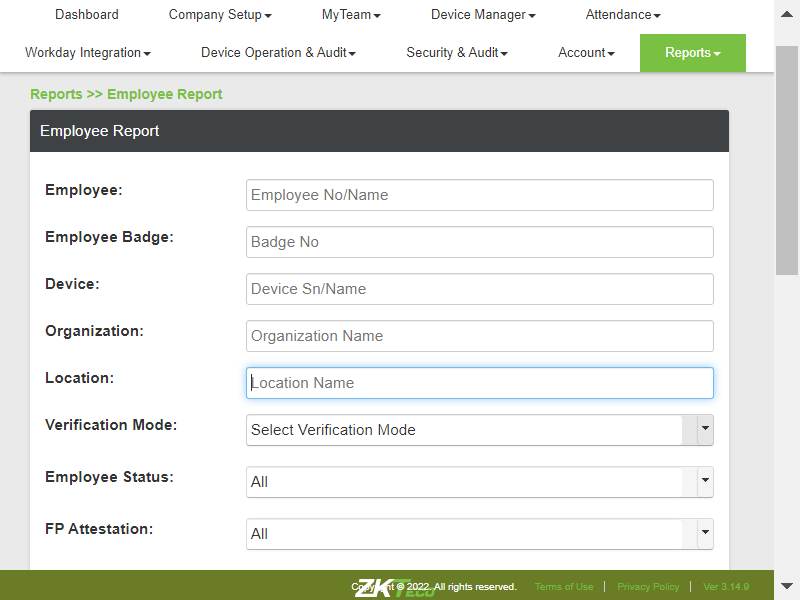 Dashboard Company Setup MyTeam Device Manager Attendance
Workday Integration Device Operation & Audit Security & Audit Account Reports
Reports >> Employee Report
Employee Report
Employee: Employee No/Name
Employee Badge: Badge No
Device: Device Sn/Name
Organization: Organization Name
Location: Location Name
Verification Mode: Select Verification Mode
Employee Status: All
FP Attestation: All
ZKTeco
Copyright © 2022. All rights reserved. Terms of Use | Privacy Policy | Ver 3.14.9